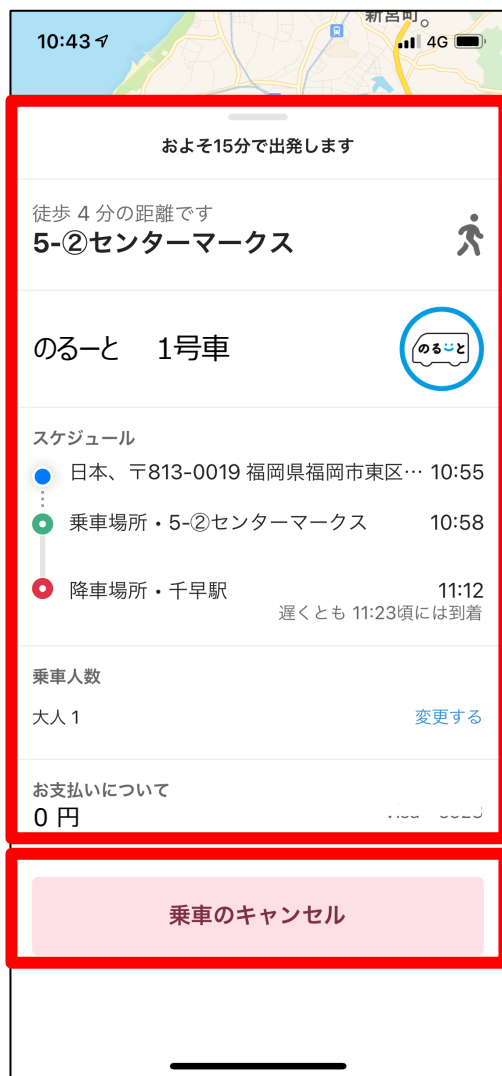 新宮町。
10:43
4G
およそ15分で出発します
徒歩 4 分の距離です
5-②センターマークス
のるーと 1号車
のるーと
スケジュール
日本、〒813-0019 福岡県福岡市東区… 10:55
乗車場所・5-②センターマークス 10:58
降車場所・千早駅 11:12
遅くとも 11:23頃には到着
乗車人数
大人 1 変更する
お支払いについて
0 円
乗車のキャンセル